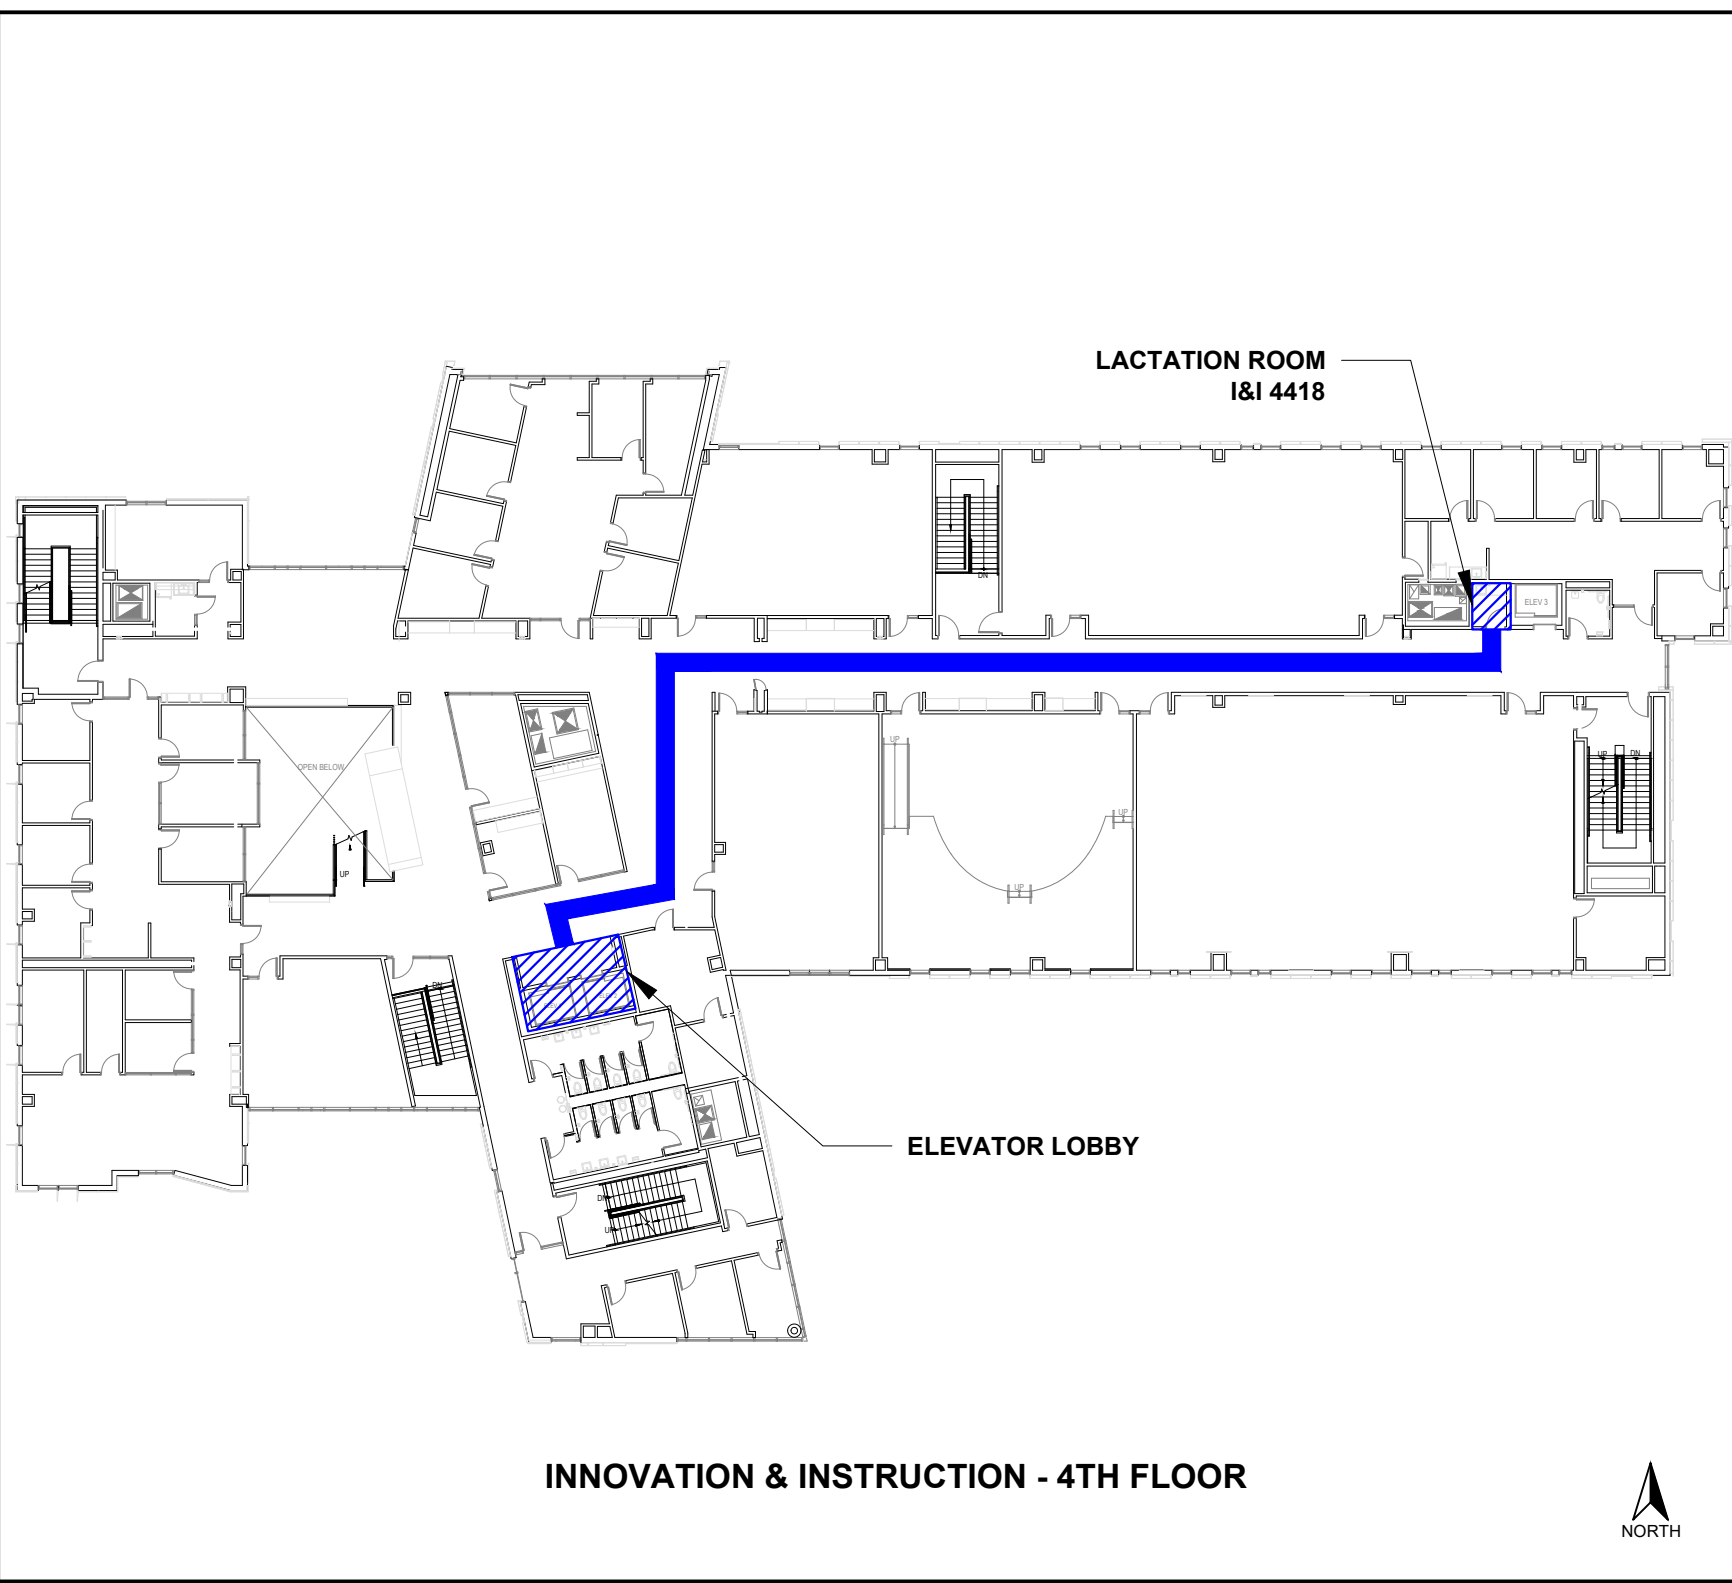 LACTATION ROOM
I&I 4418
DN
ELEV 3
UP
UP
DN
OPEN BELOW
UP
UP
UP
DN
ELEVATOR LOBBY
DN
UP
INNOVATION & INSTRUCTION - 4TH FLOOR
NORTH